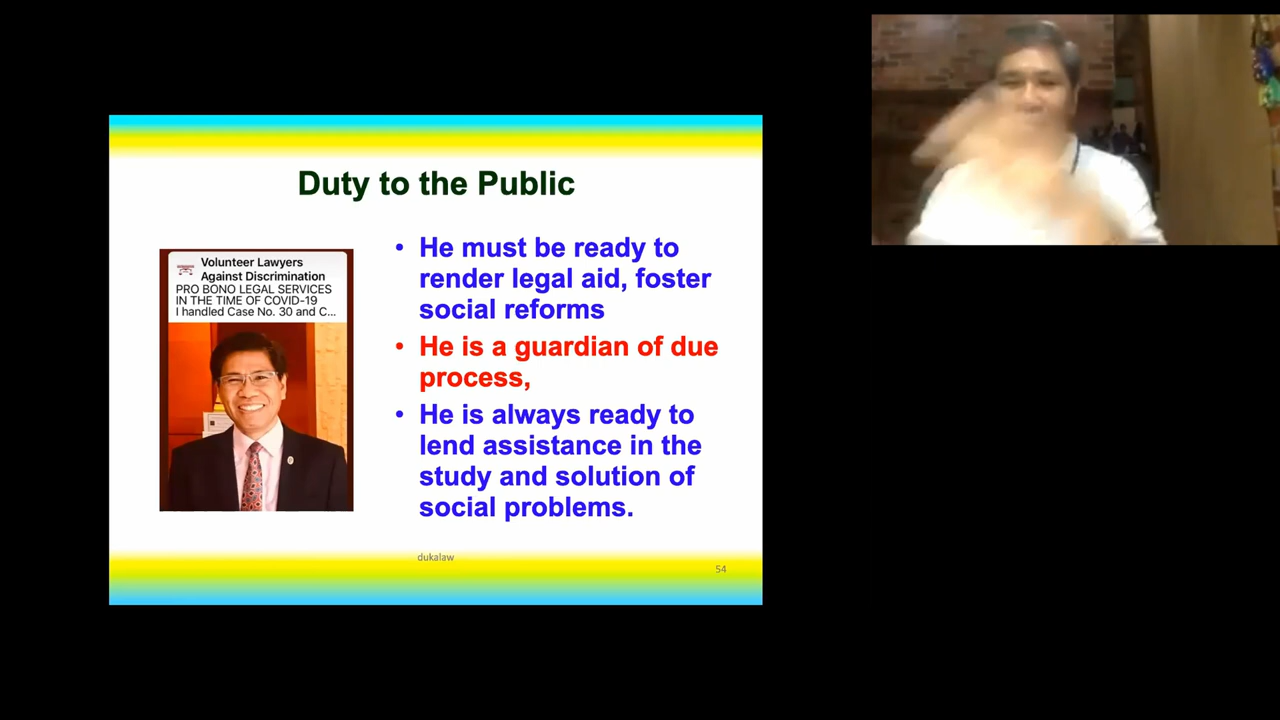 Duty to the Public
Volunteer Lawyers
Against Discrimination
PRO BONO LEGAL SERVICES
IN THE TIME OF COVID-19
I handled Case No. 30 and C...
• He must be ready to
render legal aid, foster
social reforms
• He is a guardian of due
process,
• He is always ready to
lend assistance in the
study and solution of
social problems.
dukalaw
54